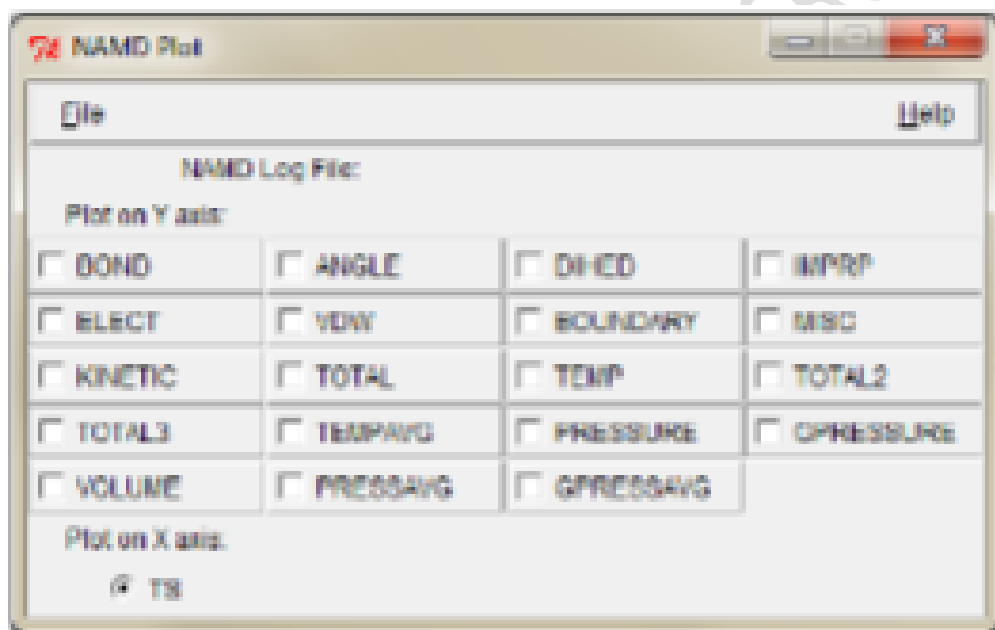 NAMD Plot
File Help
NAMD Log File:
Plot on Y axis:
BOND ANGLE DIHED IMPRP
ELECT VDW BOUNDARY MISC
KINETIC TOTAL TEMP TOTAL2
TOTAL3 TEMPAVG PRESSURE GPRESSURE
VOLUME PRESSAVG GPRESSAVG
Plot on X axis:
TS